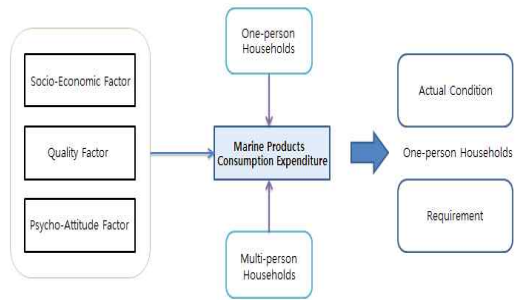 One-person
Households
Socio-Economic Factor
Quality Factor
Psycho-Attitude Factor
Marine Products
Consumption Expenditure
Multi-person
Households
Actual Condition
One-person Households
Requirement